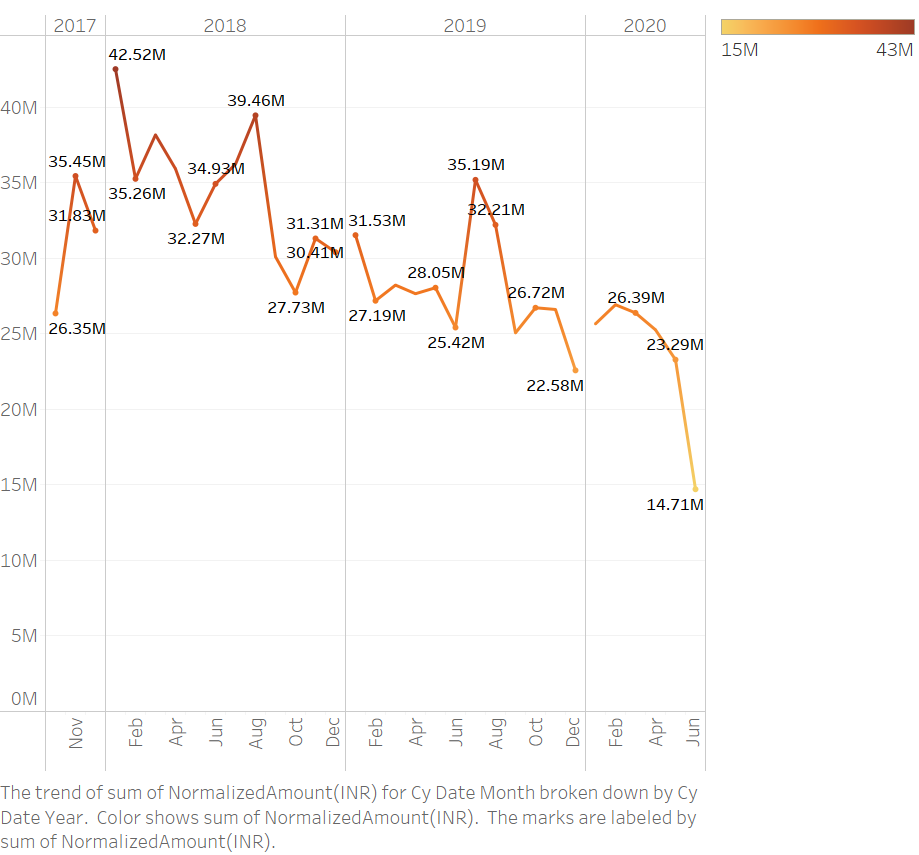 2017 2018 2019 2020
15M 43M
42.52M
40M
39.46M
35.45M
35M
34.93M
35.19M
31.83M
35.26M
32.21M
32.27M
31.31M
31.53M
30M
30.41M
28.05M
27.73M
27.19M
26.72M
26.39M
26.35M
25M
25.42M
23.29M
22.58M
20M
15M
14.71M
10M
5M
0M
Nov Feb Apr Jun Aug Oct Dec Feb Apr Jun Aug Oct Dec Feb Apr Jun
The trend of sum of NormalizedAmount(INR) for Cy Date Month broken down by Cy
Date Year. Color shows sum of NormalizedAmount(INR). The marks are labeled by
sum of NormalizedAmount(INR).